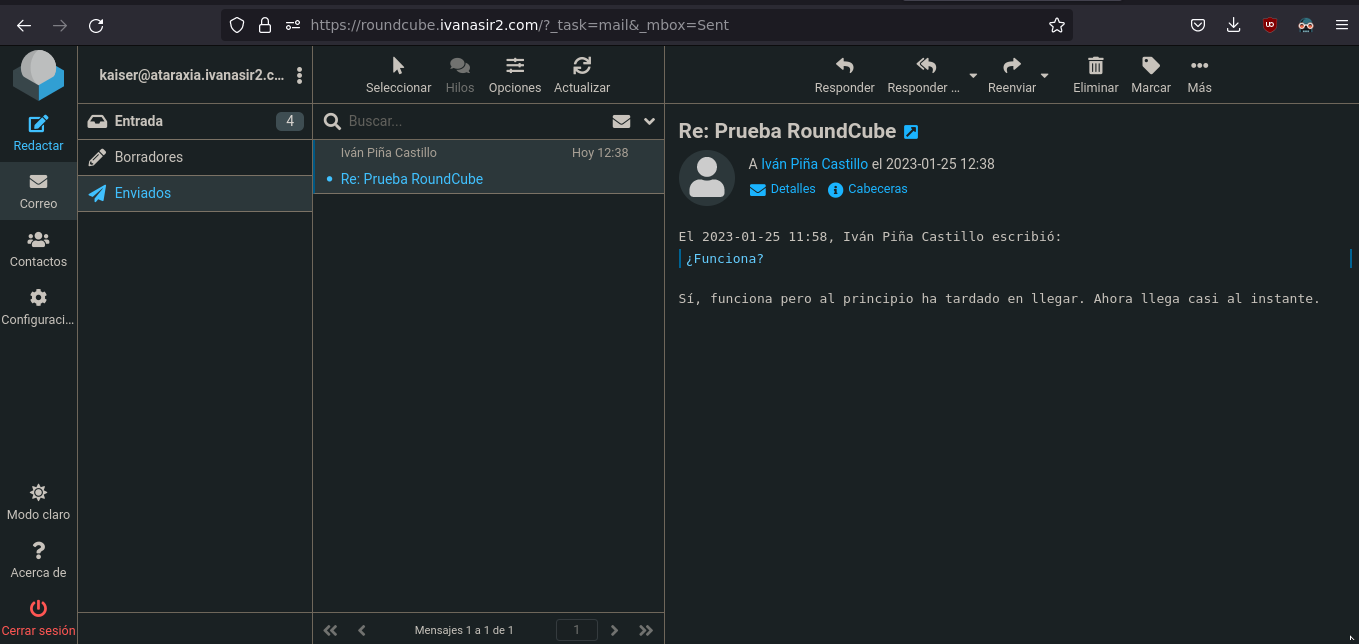 https://roundcube.ivanasir2.com/?_task=mail&_mbox=Sent
kaiser@ataraxia.ivanasir2.c...
Redactar
Correo
Contactos
Configuraci...
Modo claro
Acerca de
Cerrar sesión
Entrada 4
Borradores
Enviados
Seleccionar Hilos Opciones Actualizar
Buscar...
Iván Piña Castillo Hoy 12:38
Re: Prueba RoundCube
Mensajes 1 a 1 de 1 1
Responder Responder ... Reenviar Eliminar Marcar Más
Re: Prueba RoundCube
A Iván Piña Castillo el 2023-01-25 12:38
Detalles Cabeceras
El 2023-01-25 11:58, Iván Piña Castillo escribió:
¿Funciona?
Sí, funciona pero al principio ha tardado en llegar. Ahora llega casi al instante.